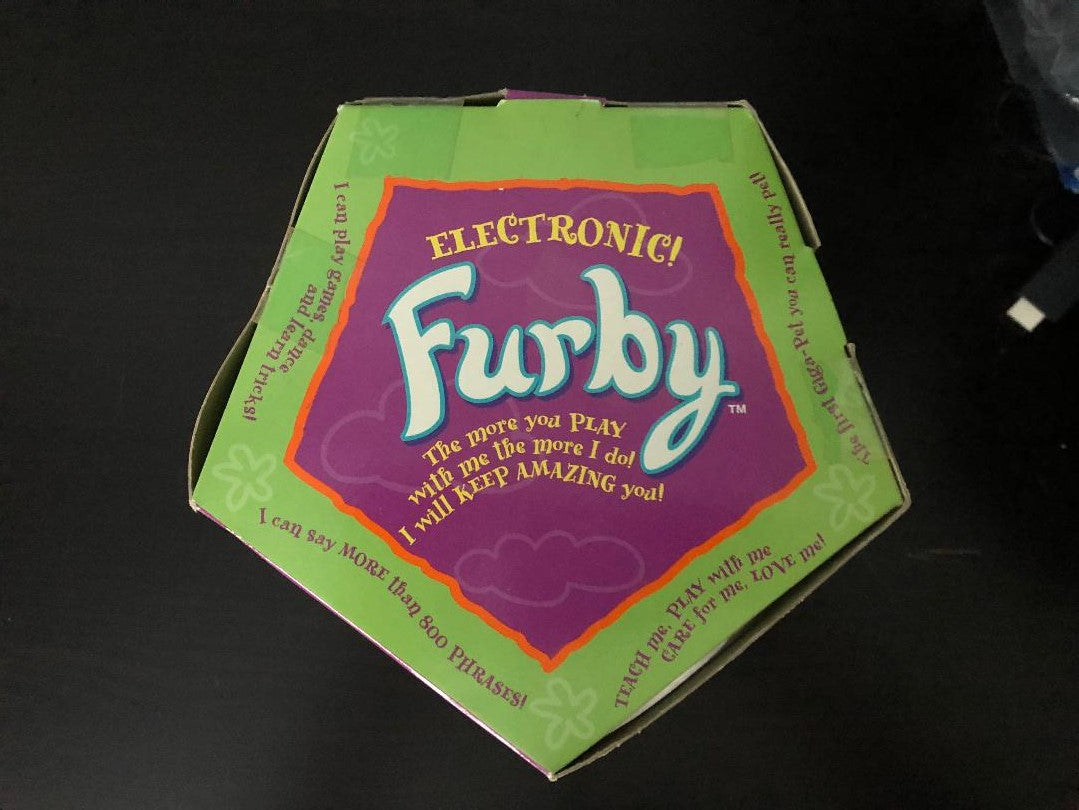 ELECTRONIC!
Furby™
The more you PLAY
with me the more I do!
I will KEEP AMAZING you!
I can play games, dance
and learn tricks!
The first Giga-Pet you can really pet!
I can say MORE than 800 PHRASES!
TEACH me, PLAY with me
CARE for me, LOVE me!